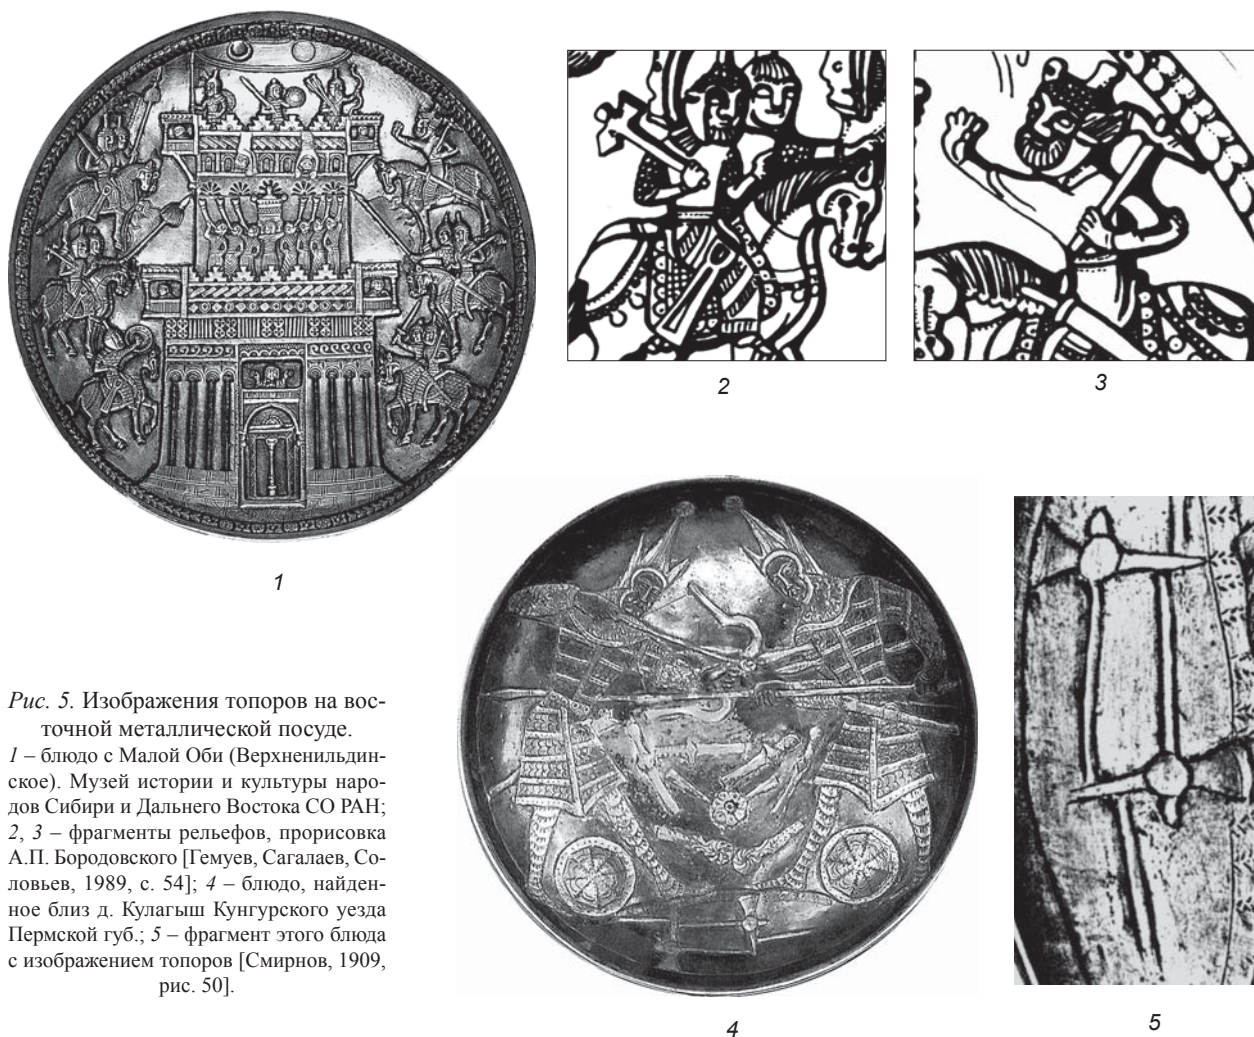 1
2
3
Рис. 5. Изображения топоров на вос-
точной металлической посуде.
1 – блюдо с Малой Оби (Верхненильдин-
ское). Музей истории и культуры наро-
дов Сибири и Дальнего Востока СО РАН;
2, 3 – фрагменты рельефов, прорисовка
А.П. Бородовского [Гемуев, Сагалаев, Со-
ловьев, 1989, с. 54]; 4 – блюдо, найден-
ное близ д. Кулагыш Кунгурского уезда
Пермской губ.; 5 – фрагмент этого блюда
с изображением топоров [Смирнов, 1909,
рис. 50].
4
5